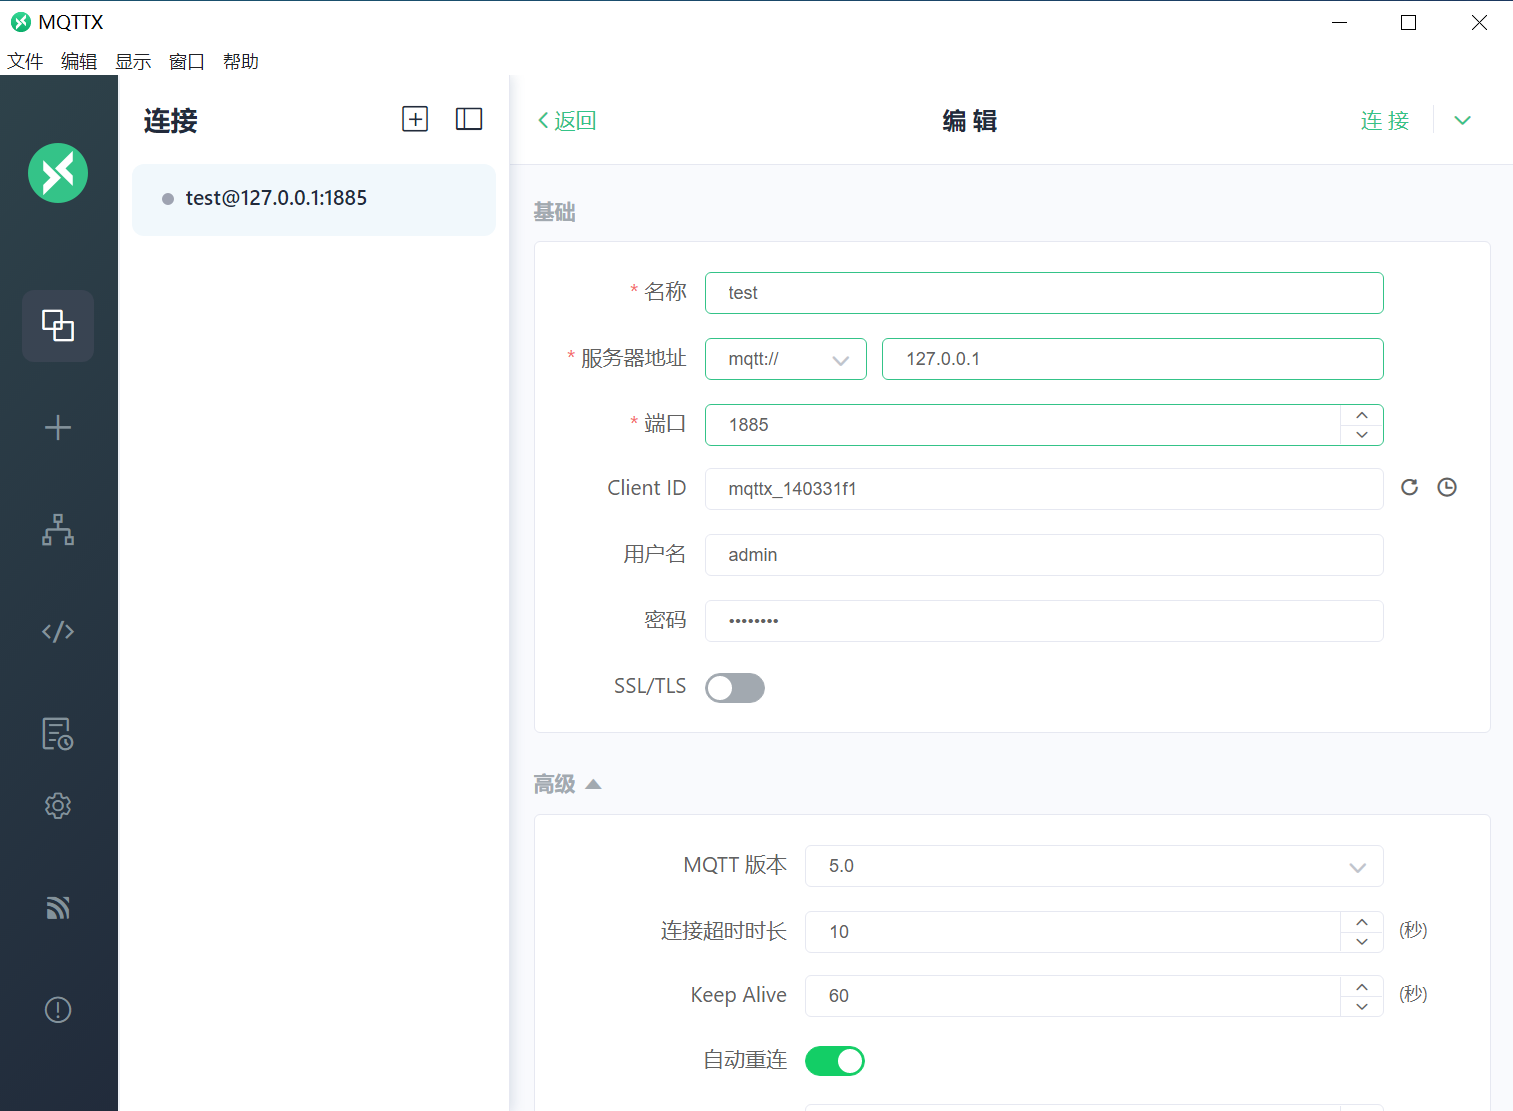 MQTTX
文件 编辑 显示 窗口 帮助
连接
test@127.0.0.1:1885
返回
编 辑
连 接
基础
* 名称
test
* 服务器地址
mqtt://
127.0.0.1
* 端口
1885
Client ID
mqttx_140331f1
用户名
admin
密码
••••••••
SSL/TLS
高级
MQTT 版本
5.0
连接超时时长
10
(秒)
Keep Alive
60
(秒)
自动重连